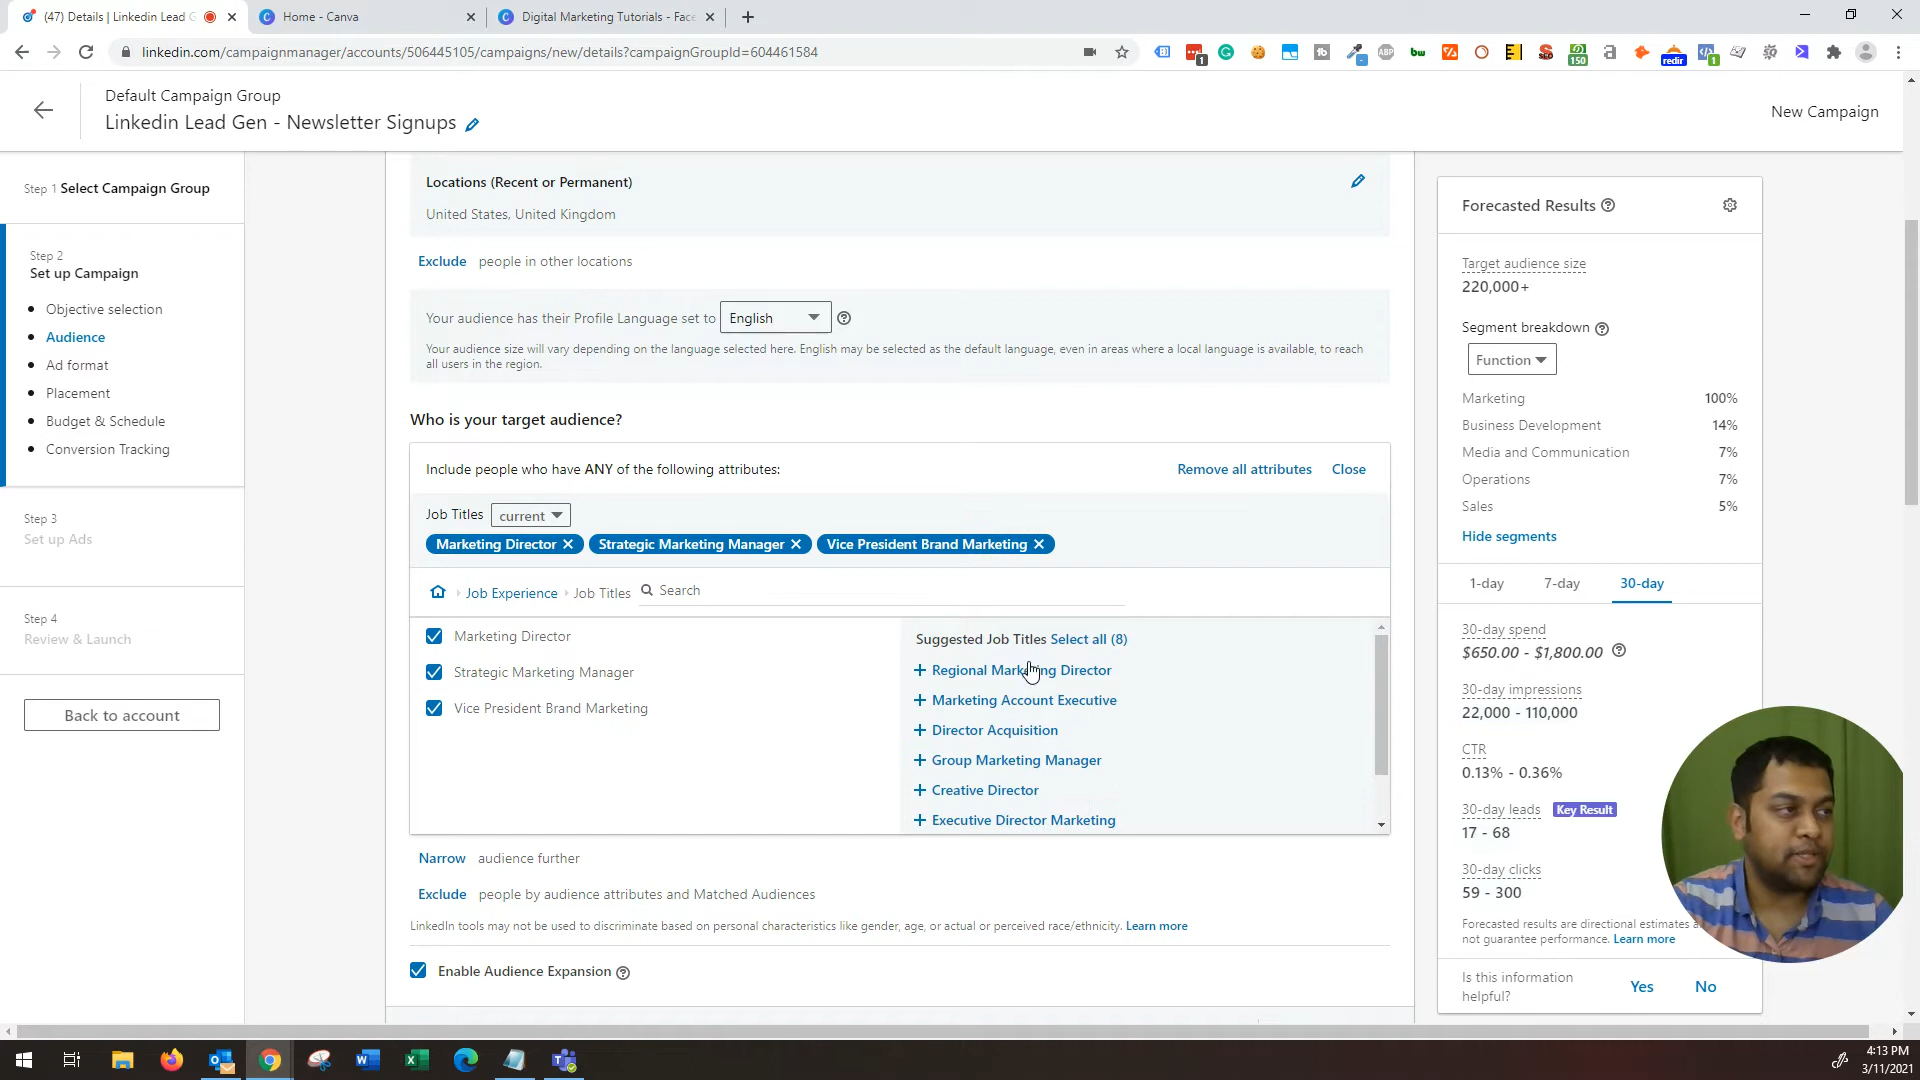 (47) Details | Linkedin Lead G
Home - Canva
Digital Marketing Tutorials - Face
linkedin.com/campaignmanager/accounts/506445105/campaigns/new/details?campaignGroupId=604461584
Default Campaign Group
Linkedin Lead Gen - Newsletter Signups
New Campaign
Step 1 Select Campaign Group
Step 2
Set up Campaign
Objective selection
Audience
Ad format
Placement
Budget & Schedule
Conversion Tracking
Step 3
Set up Ads
Step 4
Review & Launch
Back to account
Locations (Recent or Permanent)
United States, United Kingdom
Exclude people in other locations
Your audience has their Profile Language set to English
Your audience size will vary depending on the language selected here. English may be selected as the default language, even in areas where a local language is available, to reach
all users in the region.
Who is your target audience?
Include people who have ANY of the following attributes:
Remove all attributes Close
Job Titles current
Marketing Director Strategic Marketing Manager Vice President Brand Marketing
Job Experience Job Titles Search
Marketing Director
Strategic Marketing Manager
Vice President Brand Marketing
Suggested Job Titles Select all (8)
Regional Marketing Director
Marketing Account Executive
Director Acquisition
Group Marketing Manager
Creative Director
Executive Director Marketing
Narrow audience further
Exclude people by audience attributes and Matched Audiences
LinkedIn tools may not be used to discriminate based on personal characteristics like gender, age, or actual or perceived race/ethnicity. Learn more
Enable Audience Expansion
Forecasted Results
Target audience size
220,000+
Segment breakdown
Function
Marketing 100%
Business Development 14%
Media and Communication 7%
Operations 7%
Sales 5%
Hide segments
1-day 7-day 30-day
30-day spend
$650.00 - $1,800.00
30-day impressions
22,000 - 110,000
CTR
0.13% - 0.36%
30-day leads Key Result
17 - 68
30-day clicks
59 - 300
Forecasted results are directional estimates a
not guarantee performance. Learn more
Is this information
helpful?
Yes No
4:13 PM
3/11/2021